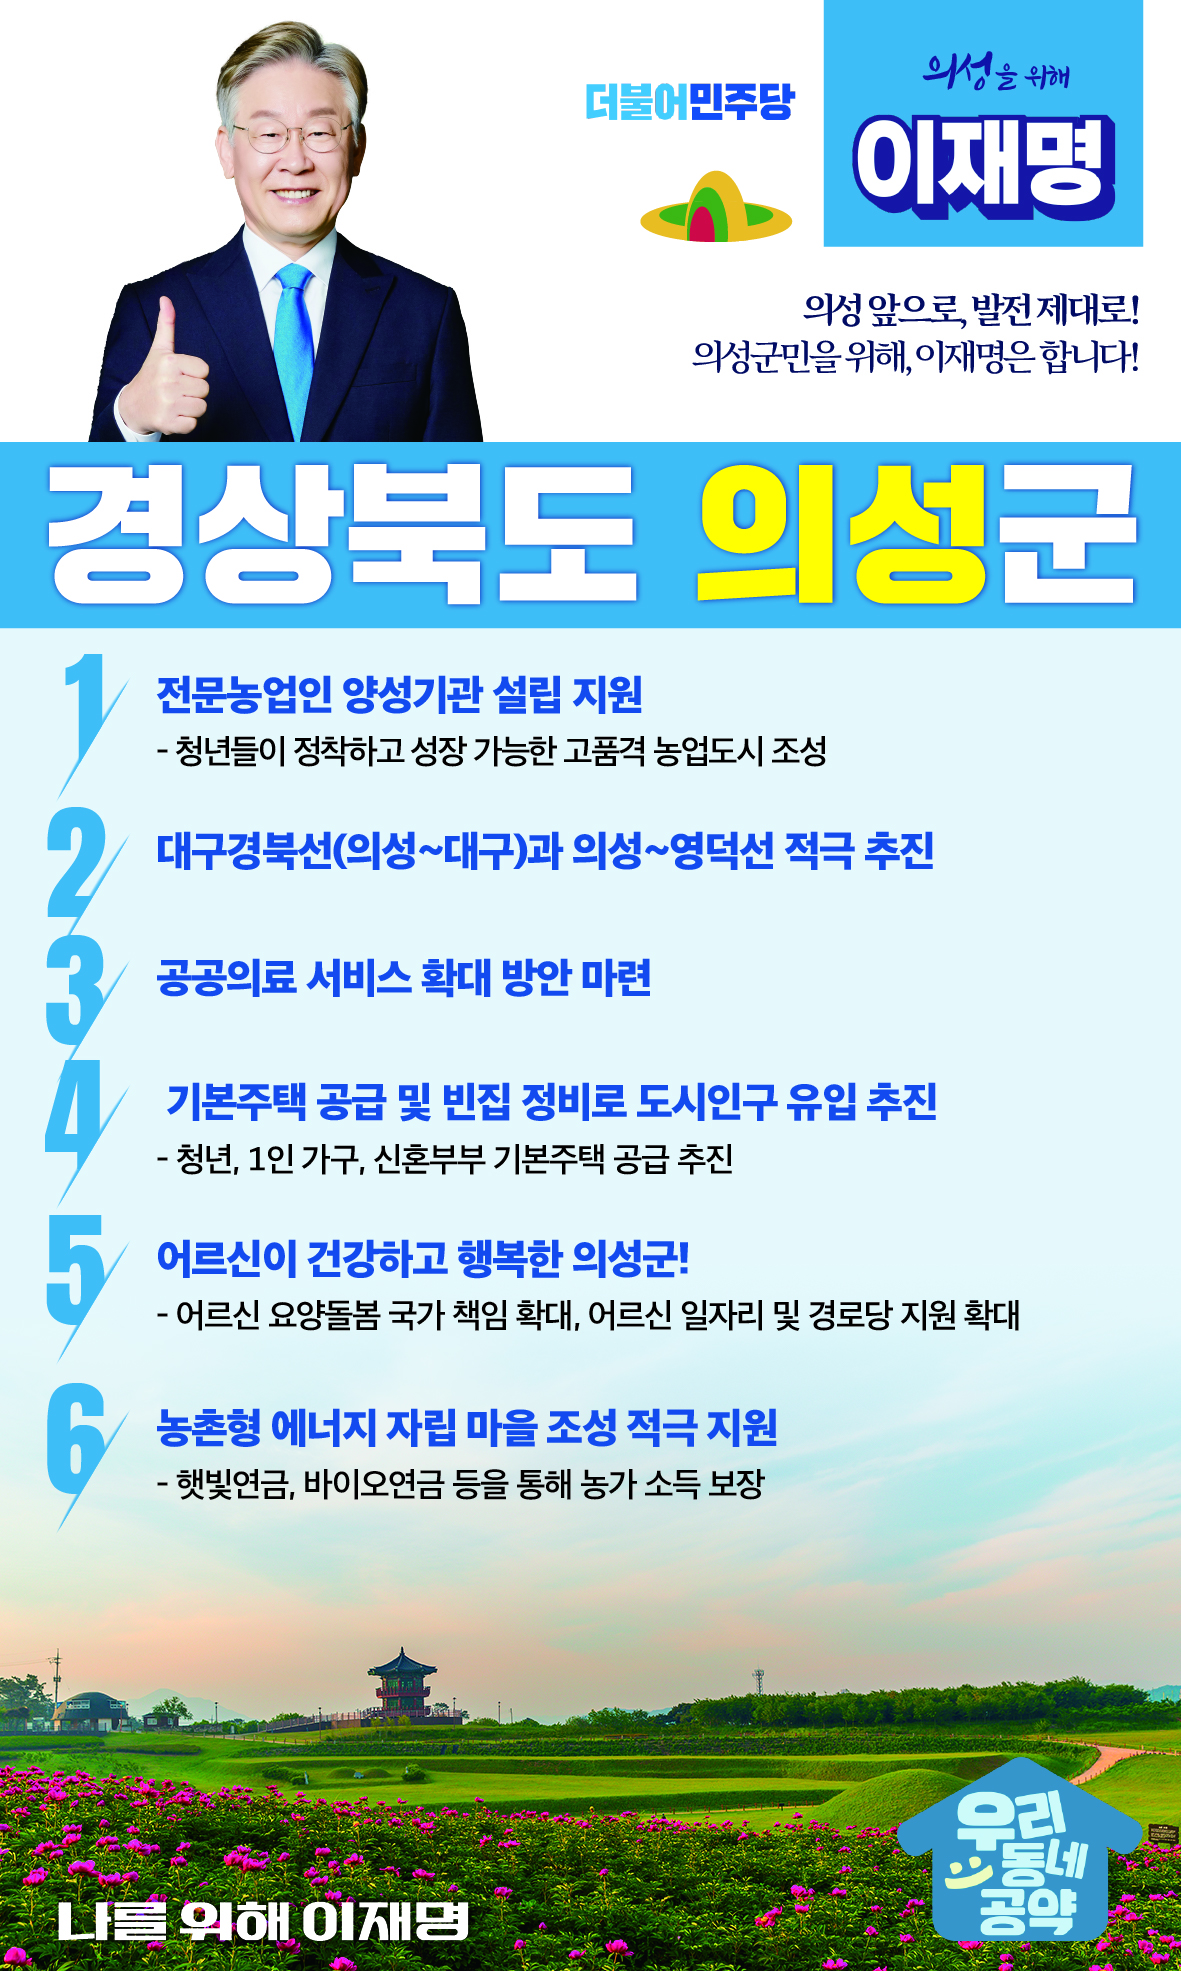 더불어민주당
의성을 위해
이재명
의성 앞으로, 발전 제대로!
의성군민을 위해, 이재명은 합니다!
경상북도 의성군
1
전문농업인 양성기관 설립 지원
- 청년들이 정착하고 성장 가능한 고품격 농업도시 조성
2
대구경북선(의성~대구)과 의성~영덕선 적극 추진
3
공공의료 서비스 확대 방안 마련
4
기본주택 공급 및 빈집 정비로 도시인구 유입 추진
- 청년, 1인 가구, 신혼부부 기본주택 공급 추진
5
어르신이 건강하고 행복한 의성군!
- 어르신 요양돌봄 국가 책임 확대, 어르신 일자리 및 경로당 지원 확대
6
농촌형 에너지 자립 마을 조성 적극 지원
- 햇빛연금, 바이오연금 등을 통해 농가 소득 보장
나를 위해 이재명
우리
동네
공약